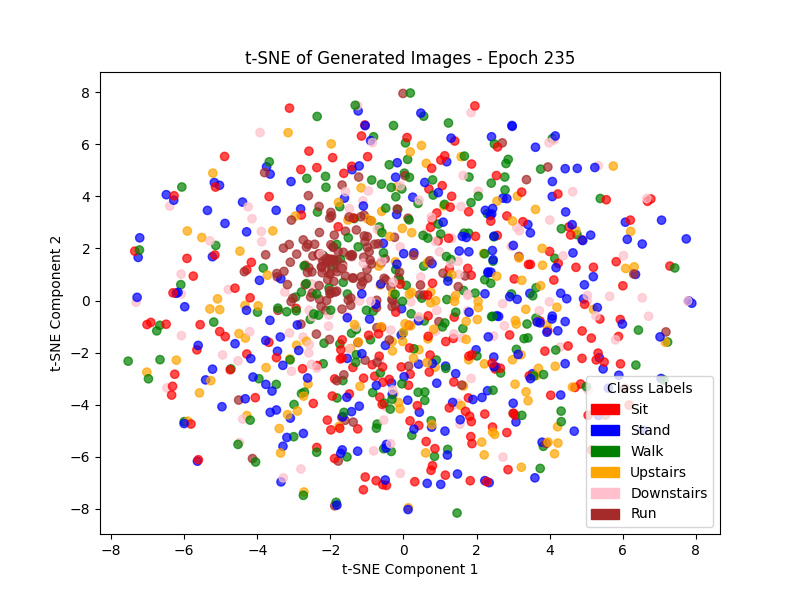 t-SNE of Generated Images - Epoch 235
t-SNE Component 2
8
6
4
2
0
−2
−4
−6
−8
Class Labels
Sit
Stand
Walk
Upstairs
Downstairs
Run
−8 −6 −4 −2 0 2 4 6 8
t-SNE Component 1